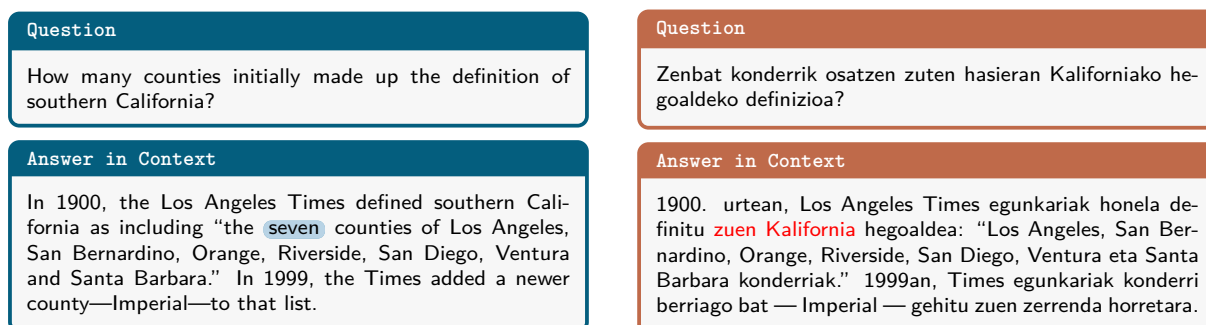 Question
How many counties initially made up the definition of
southern California?
Answer in Context
In 1900, the Los Angeles Times defined southern Cali-
fornia as including “the seven counties of Los Angeles,
San Bernardino, Orange, Riverside, San Diego, Ventura
and Santa Barbara.” In 1999, the Times added a newer
county—Imperial—to that list.
Question
Zenbat konderrik osatzen zuten hasieran Kaliforniako he-
goaldeko definizioa?
Answer in Context
1900. urtean, Los Angeles Times egunkariak honela de-
finitu zuen Kalifornia hegoaldea: “Los Angeles, San Ber-
nardino, Orange, Riverside, San Diego, Ventura eta Santa
Barbara konderriak.” 1999an, Times egunkariak konderri
berriago bat — Imperial — gehitu zuen zerrenda horretara.